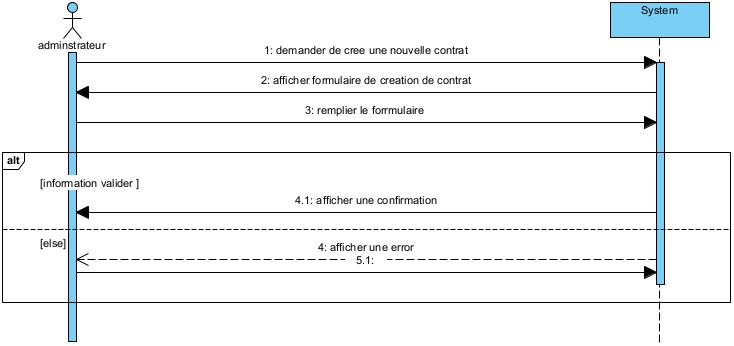 System
adminstrateur
1: demander de cree une nouvelle contrat
2: afficher formulaire de creation de contrat
3: remplier le formulaire
alt
[information valider ]
4.1: afficher une confirmation
[else]
4: afficher une error
5.1: